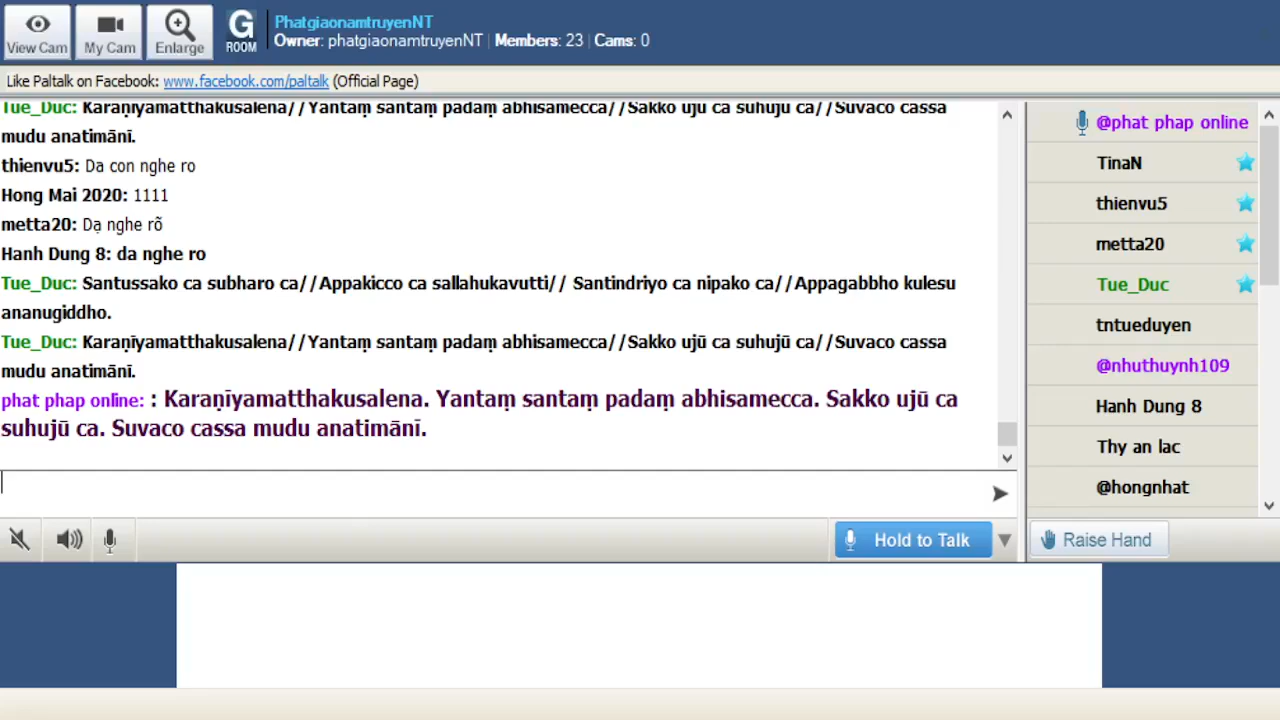 View Cam
My Cam
Enlarge
G
ROOM
PhatgiaonamtruyenNT
Owner: phatgiaonamtruyenNT | Members: 23 | Cams: 0
Like Paltalk on Facebook: www.facebook.com/paltalk (Official Page)
Tue_Duc: Karaṇīyamatthakusalena//Yantaṃ santaṃ padaṃ abhisamecca//Sakko ujū ca suhujū ca//Suvaco cassa
mudu anatimānī.
thienvu5: Da con nghe ro
Hong Mai 2020: 1111
metta20: Dạ nghe rõ
Hanh Dung 8: da nghe ro
Tue_Duc: Santussako ca subharo ca//Appakicco ca sallahukavutti// Santindriyo ca nipako ca//Appagabbho kulesu
ananugiddho.
Tue_Duc: Karaṇīyamatthakusalena//Yantaṃ santaṃ padaṃ abhisamecca//Sakko ujū ca suhujū ca//Suvaco cassa
mudu anatimānī.
phat phap online: : Karaṇīyamatthakusalena. Yantaṃ santaṃ padaṃ abhisamecca. Sakko ujū ca
suhujū ca. Suvaco cassa mudu anatimānī.
@phat phap online
TinaN
thienvu5
metta20
Tue_Duc
tntueduyen
@nhuthuynh109
Hanh Dung 8
Thy an lac
@hongnhat
Hold to Talk
Raise Hand